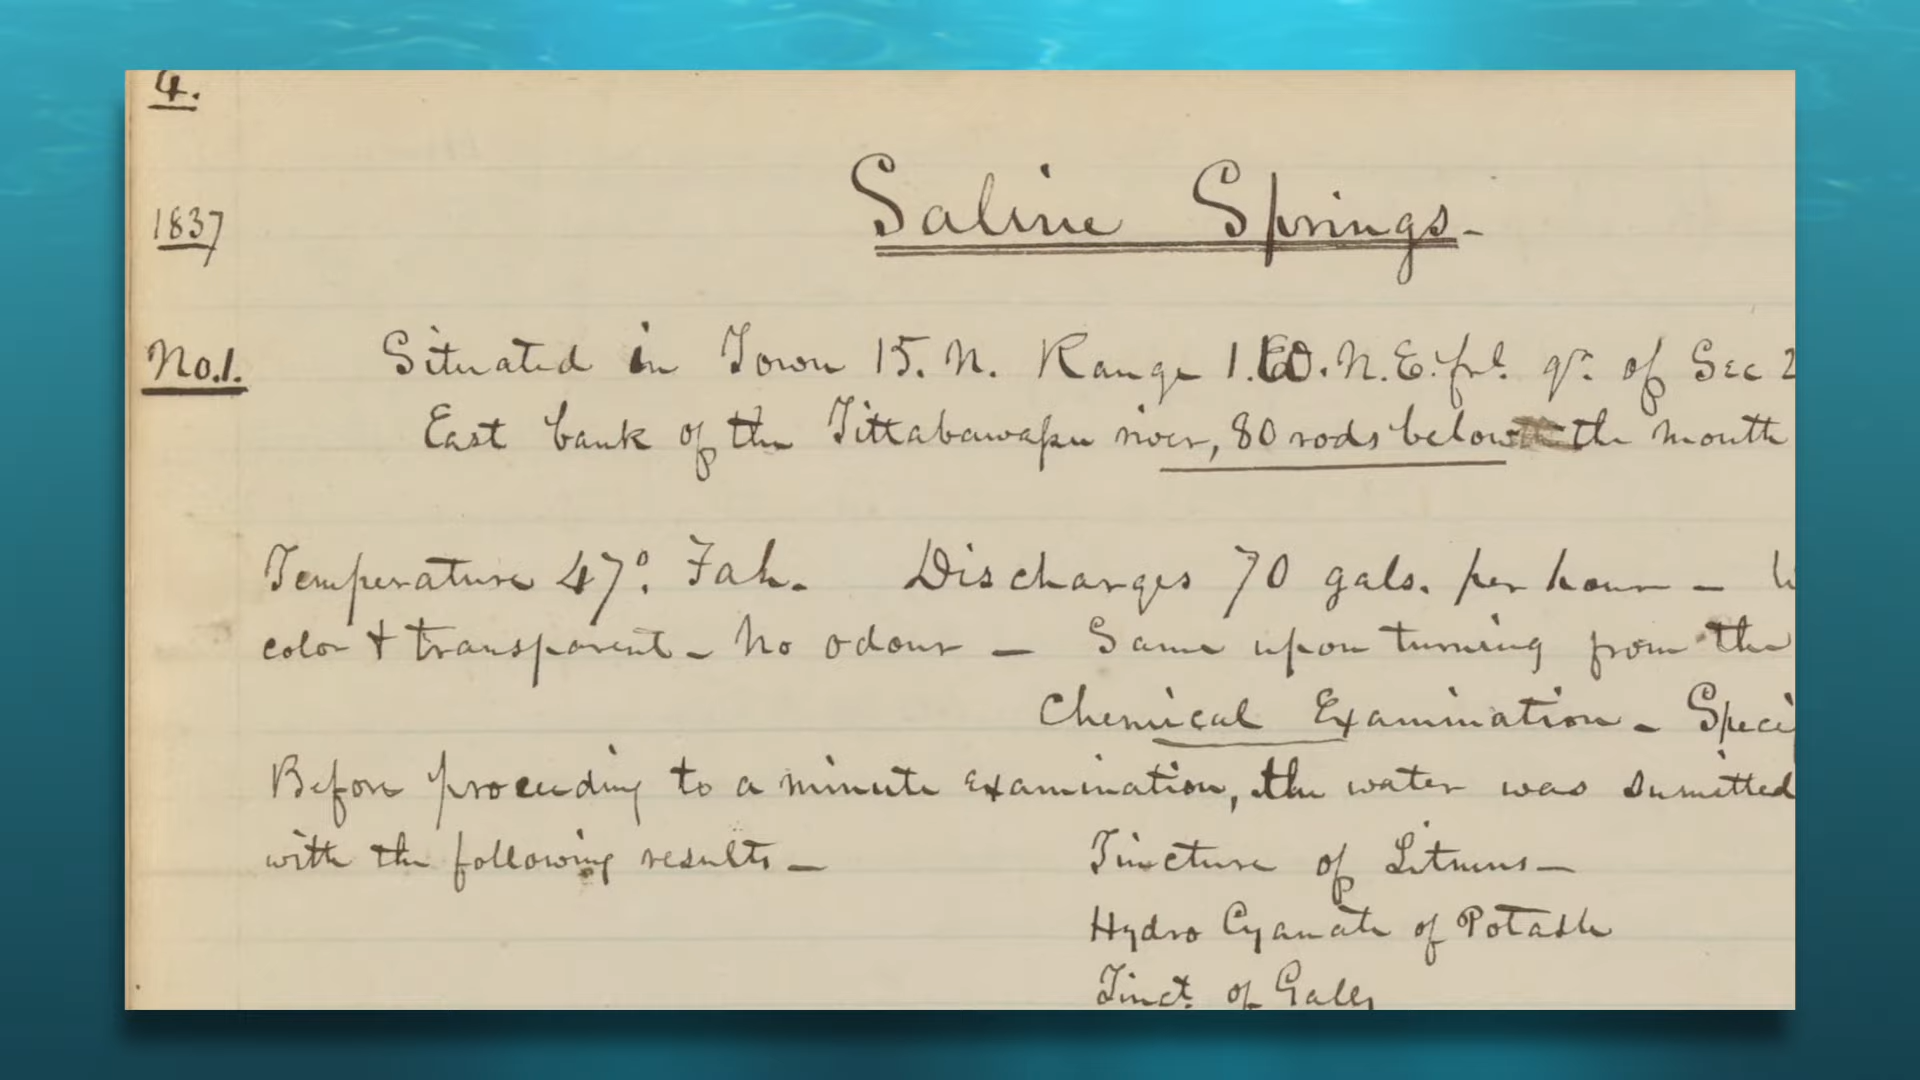 4.
Saline Springs-
1837
No.1. Situated in Town 15. N. Range 1. N.E. frl. qr. of Sec 2
East bank of the Tittabawassee river, 80 rods below the mouth
Temperature 47°. Fah. Discharges 70 gals. per hour -
color & transparent - No odour - Same upon turning from the
Chemical Examination - Speci
Before proceeding to a minute examination, the water was sumitted
with the following results -
Tincture of Litmus -
Hydro Cyanate of Potash
Tinct. of Galls